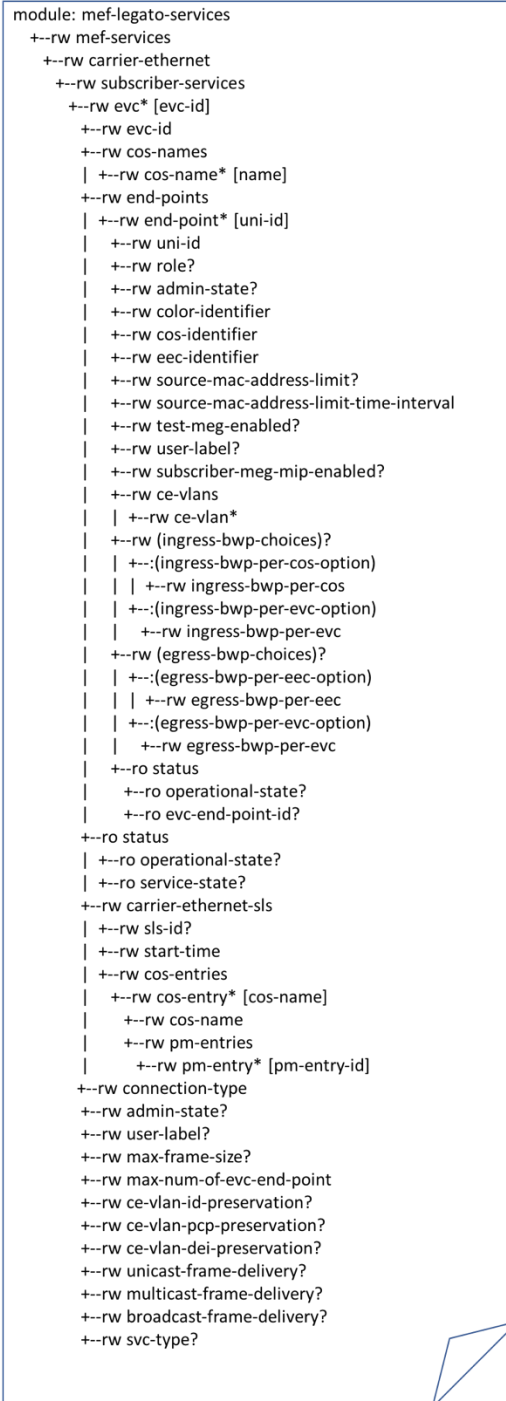 module: mef-legato-services
+--rw mef-services
+--rw carrier-ethernet
+--rw subscriber-services
+--rw evc* [evc-id]
+--rw evc-id
+--rw cos-names
| +--rw cos-name* [name]
+--rw end-points
| +--rw end-point* [uni-id]
| +--rw uni-id
| +--rw role?
| +--rw admin-state?
| +--rw color-identifier
| +--rw cos-identifier
| +--rw eec-identifier
| +--rw source-mac-address-limit?
| +--rw source-mac-address-limit-time-interval
| +--rw test-meg-enabled?
| +--rw user-label?
| +--rw subscriber-meg-mip-enabled?
| +--rw ce-vlans
| | +--rw ce-vlan*
| +--rw (ingress-bwp-choices)?
| | +--:(ingress-bwp-per-cos-option)
| | | +--rw ingress-bwp-per-cos
| | +--:(ingress-bwp-per-evc-option)
| | +--rw ingress-bwp-per-evc
| +--rw (egress-bwp-choices)?
| | +--:(egress-bwp-per-eec-option)
| | | +--rw egress-bwp-per-eec
| | +--:(egress-bwp-per-evc-option)
| | +--rw egress-bwp-per-evc
| +--ro status
| +--ro operational-state?
| +--ro evc-end-point-id?
+--ro status
| +--ro operational-state?
| +--ro service-state?
+--rw carrier-ethernet-sls
| +--rw sls-id?
| +--rw start-time
| +--rw cos-entries
| +--rw cos-entry* [cos-name]
| +--rw cos-name
| +--rw pm-entries
| +--rw pm-entry* [pm-entry-id]
+--rw connection-type
+--rw admin-state?
+--rw user-label?
+--rw max-frame-size?
+--rw max-num-of-evc-end-point
+--rw ce-vlan-id-preservation?
+--rw ce-vlan-pcp-preservation?
+--rw ce-vlan-dei-preservation?
+--rw unicast-frame-delivery?
+--rw multicast-frame-delivery?
+--rw broadcast-frame-delivery?
+--rw svc-type?